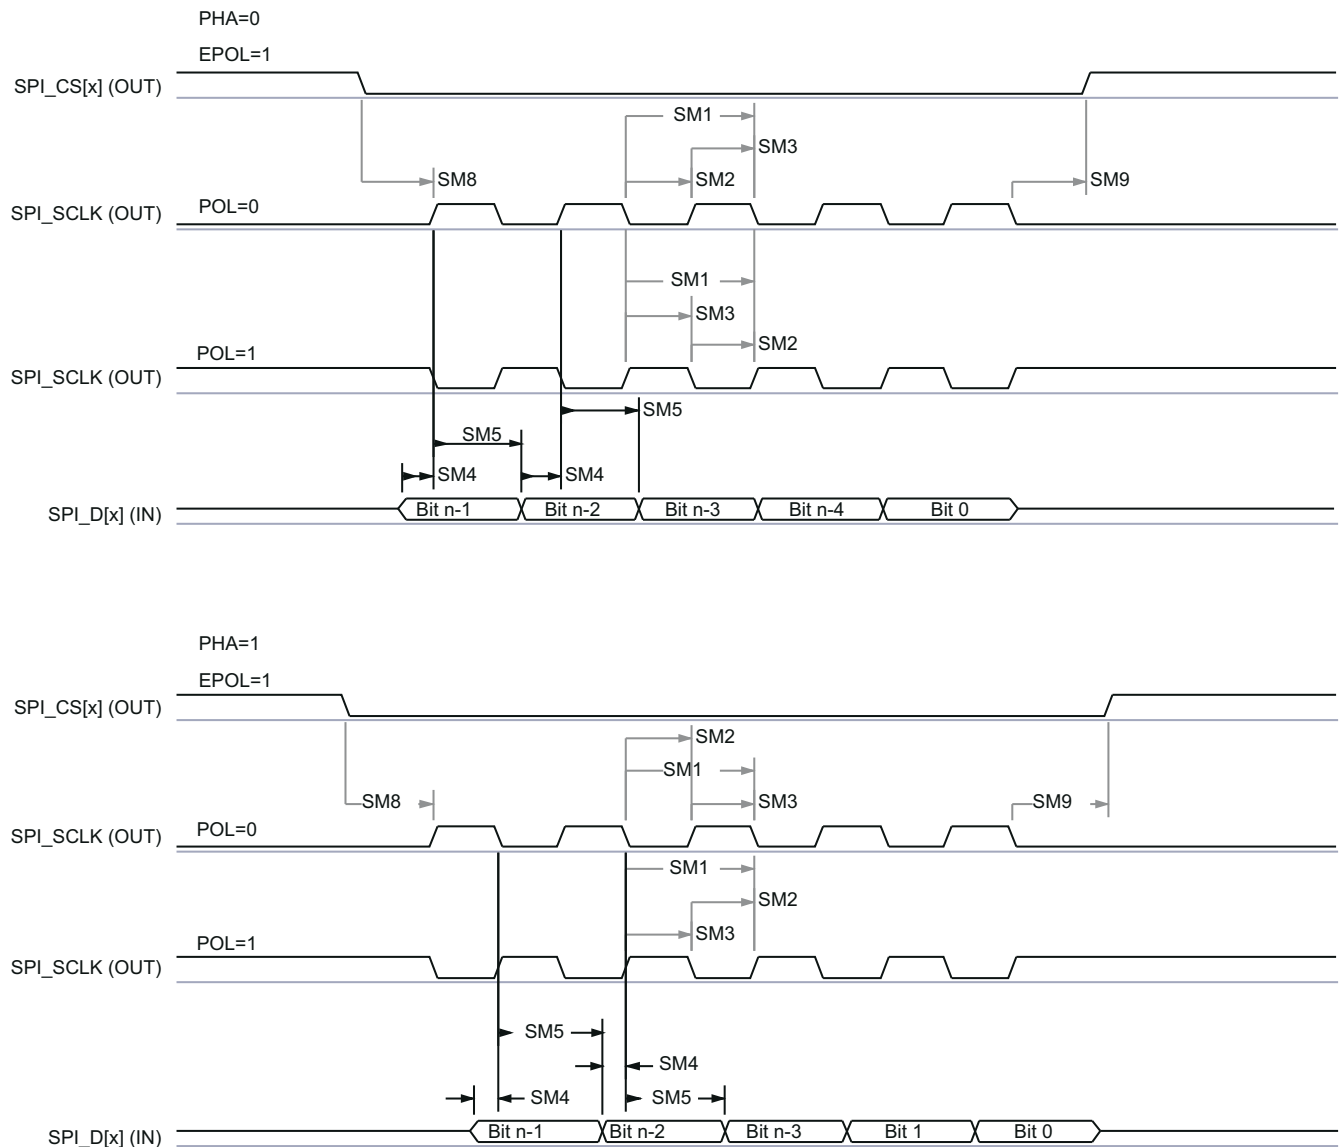 PHA=0
EPOL=1
SPI_CS[x] (OUT)
SM1
SM3
SM8
SM2
SM9
POL=0
SPI_SCLK (OUT)
SM1
SM3
SM2
POL=1
SPI_SCLK (OUT)
SM5
SM5
SM4
SM4
SPI_D[x] (IN)
Bit n-1
Bit n-2
Bit n-3
Bit n-4
Bit 0
PHA=1
EPOL=1
SPI_CS[x] (OUT)
SM2
SM1
SM8
SM3
SM9
POL=0
SPI_SCLK (OUT)
SM1
SM2
SM3
POL=1
SPI_SCLK (OUT)
SM5
SM4
SM4
SM5
SPI_D[x] (IN)
Bit n-1
Bit n-2
Bit n-3
Bit 1
Bit 0